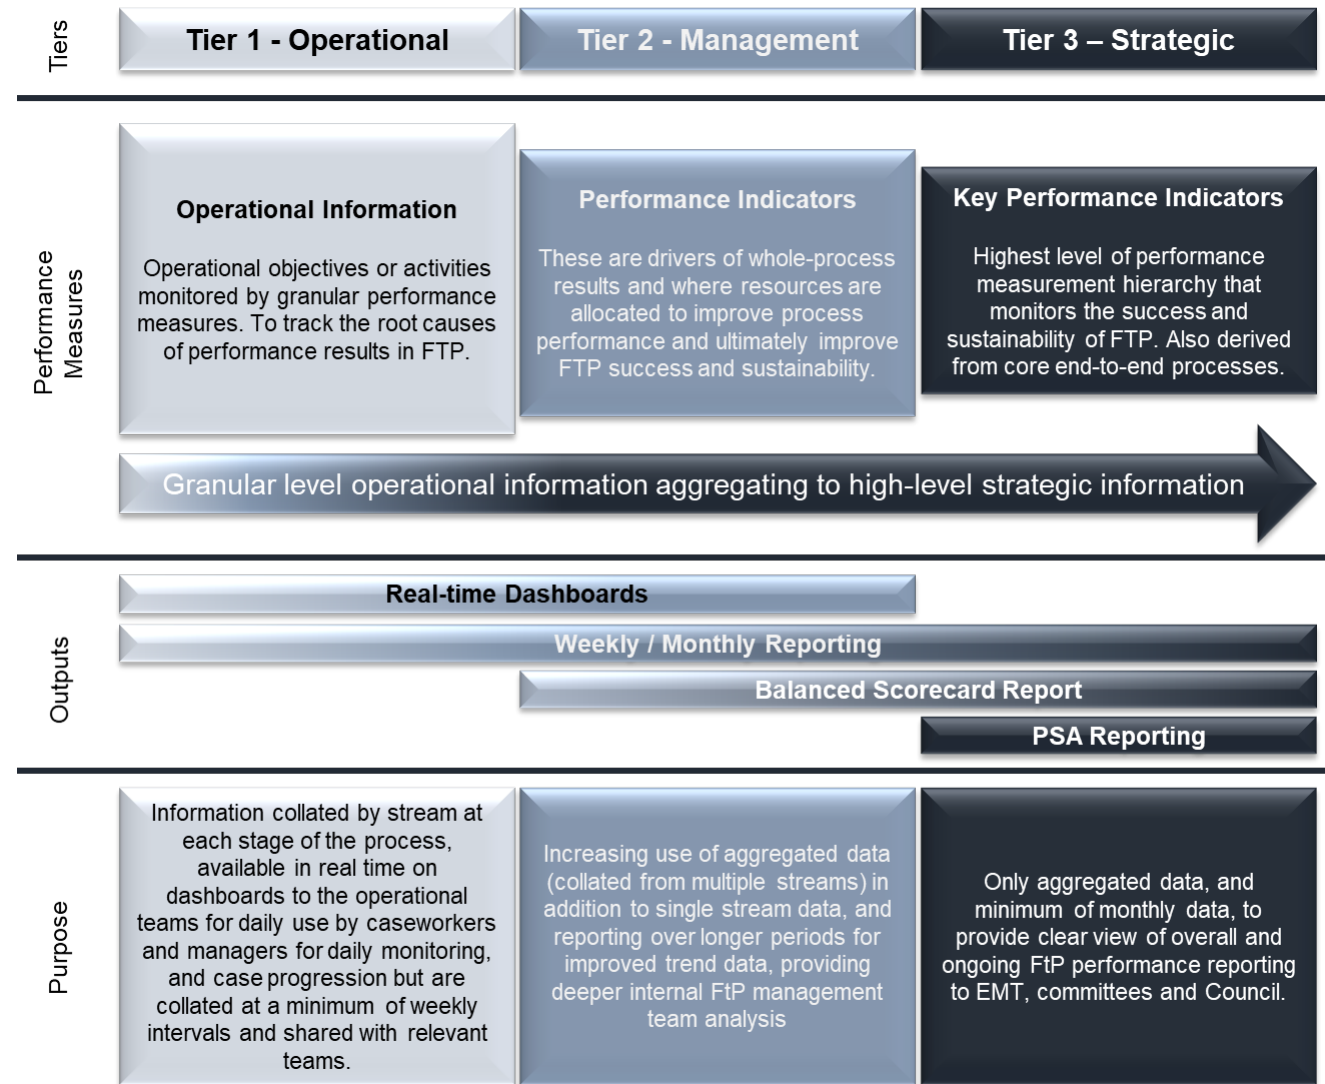 Tiers
Tier 1 - Operational
Tier 2 - Management
Tier 3 – Strategic
Performance
Measures
Operational Information
Operational objectives or activities
monitored by granular performance
measures. To track the root causes
of performance results in FTP.
Performance Indicators
These are drivers of whole-process
results and where resources are
allocated to improve process
performance and ultimately improve
FTP success and sustainability.
Key Performance Indicators
Highest level of performance
measurement hierarchy that
monitors the success and
sustainability of FTP. Also derived
from core end-to-end processes.
Granular level operational information aggregating to high-level strategic information
Outputs
Real-time Dashboards
Weekly / Monthly Reporting
Balanced Scorecard Report
PSA Reporting
Purpose
Information collated by stream at
each stage of the process,
available in real time on
dashboards to the operational
teams for daily use by caseworkers
and managers for daily monitoring,
and case progression but are
collated at a minimum of weekly
intervals and shared with relevant
teams.
Increasing use of aggregated data
(collated from multiple streams) in
addition to single stream data, and
reporting over longer periods for
improved trend data, providing
deeper internal FtP management
team analysis
Only aggregated data, and
minimum of monthly data, to
provide clear view of overall and
ongoing FtP performance reporting
to EMT, committees and Council.